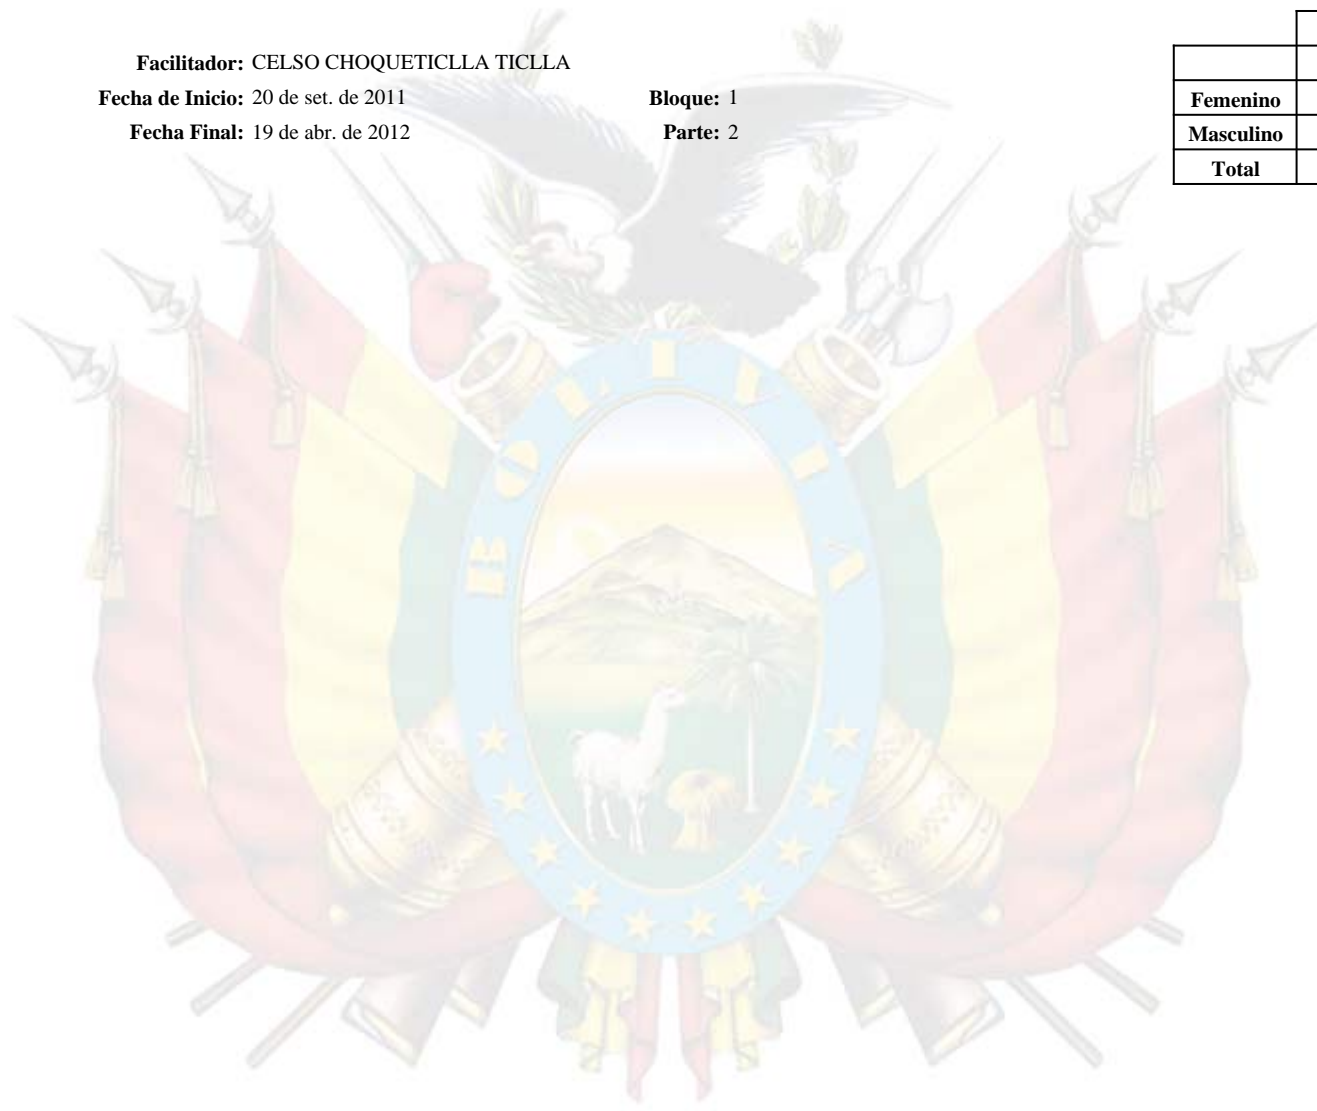 Facilitador: CELSO CHOQUETICLLA TICLLA
Fecha de Inicio: 20 de set. de 2011 Bloque: 1
Fecha Final: 19 de abr. de 2012 Parte: 2
Femenino
Masculino
Total
BOLIVIA